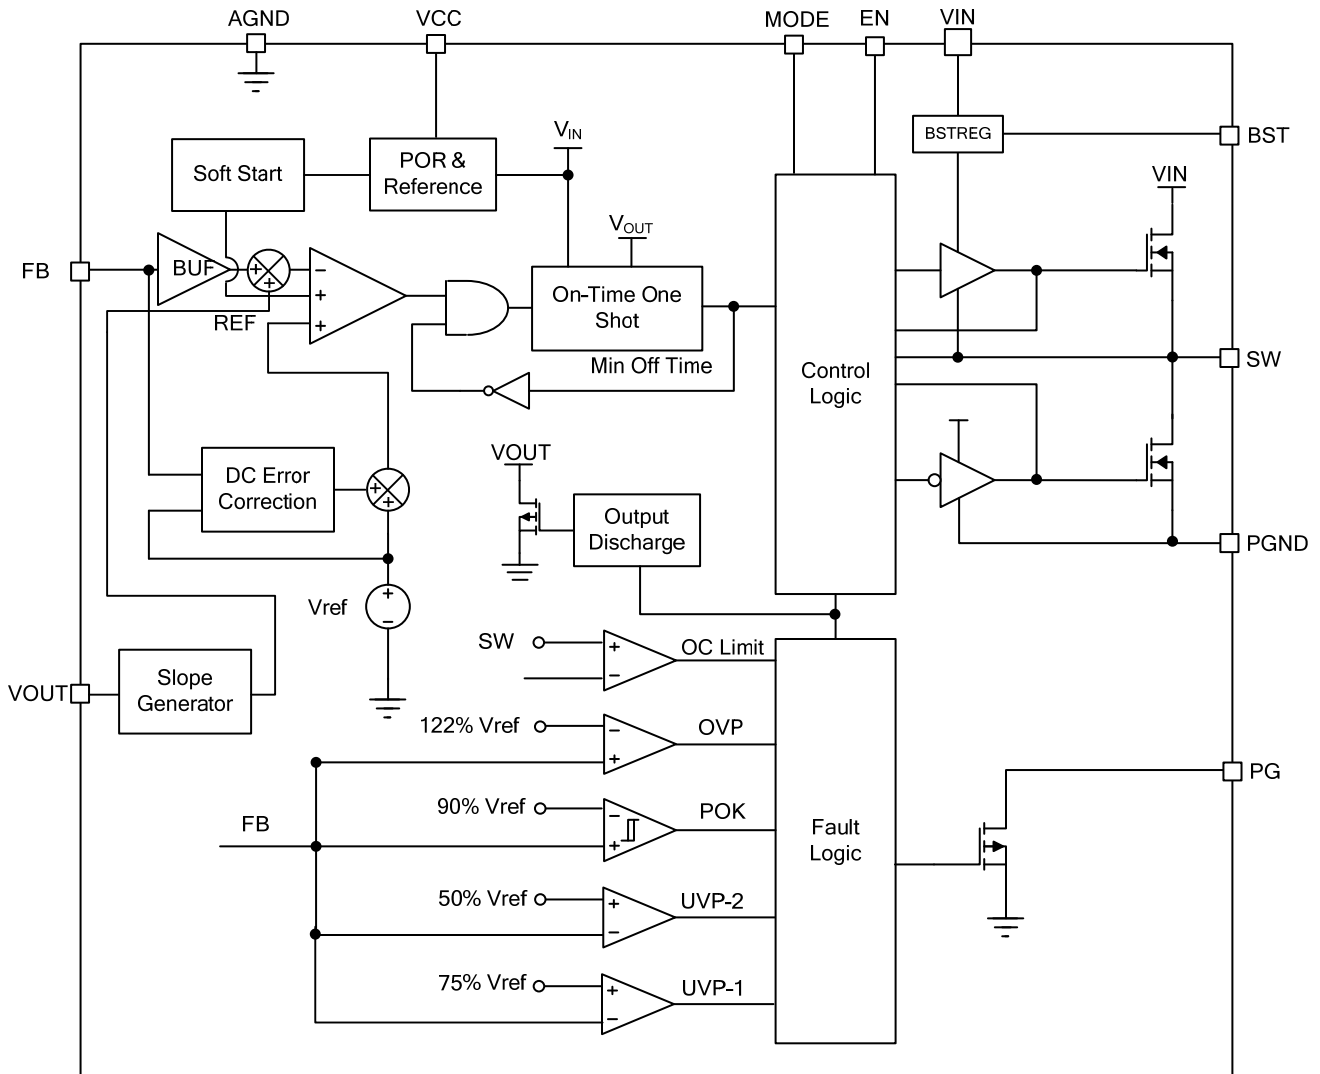 AGND
VCC
MODE
EN
VIN
BSTREG
BST
VIN
Soft Start
POR &
Reference
VIN
VOUT
FB
BUF
+
+
REF
−
+
+
On-Time One
Shot
Min Off Time
Control
Logic
SW
DC Error
Correction
+
+
VOUT
Output
Discharge
PGND
Vref
+
−
VOUT
Slope
Generator
SW
+
−
OC Limit
122% Vref
−
+
OVP
90% Vref
−
+
POK
FB
50% Vref
+
−
UVP-2
75% Vref
+
−
UVP-1
Fault
Logic
PG